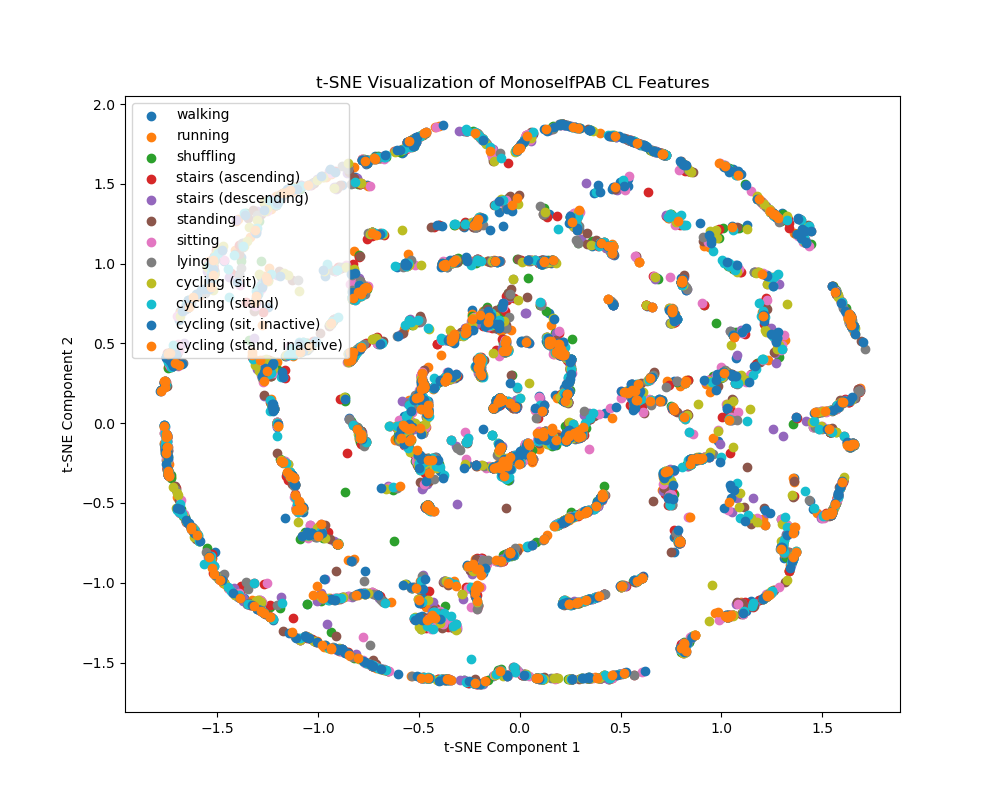 t-SNE Visualization of MonoselfPAB CL Features
2.0
1.5
1.0
0.5
0.0
−0.5
−1.0
−1.5
t-SNE Component 2
walking
running
shuffling
stairs (ascending)
stairs (descending)
standing
sitting
lying
cycling (sit)
cycling (stand)
cycling (sit, inactive)
cycling (stand, inactive)
−1.5 −1.0 −0.5 0.0 0.5 1.0 1.5
t-SNE Component 1